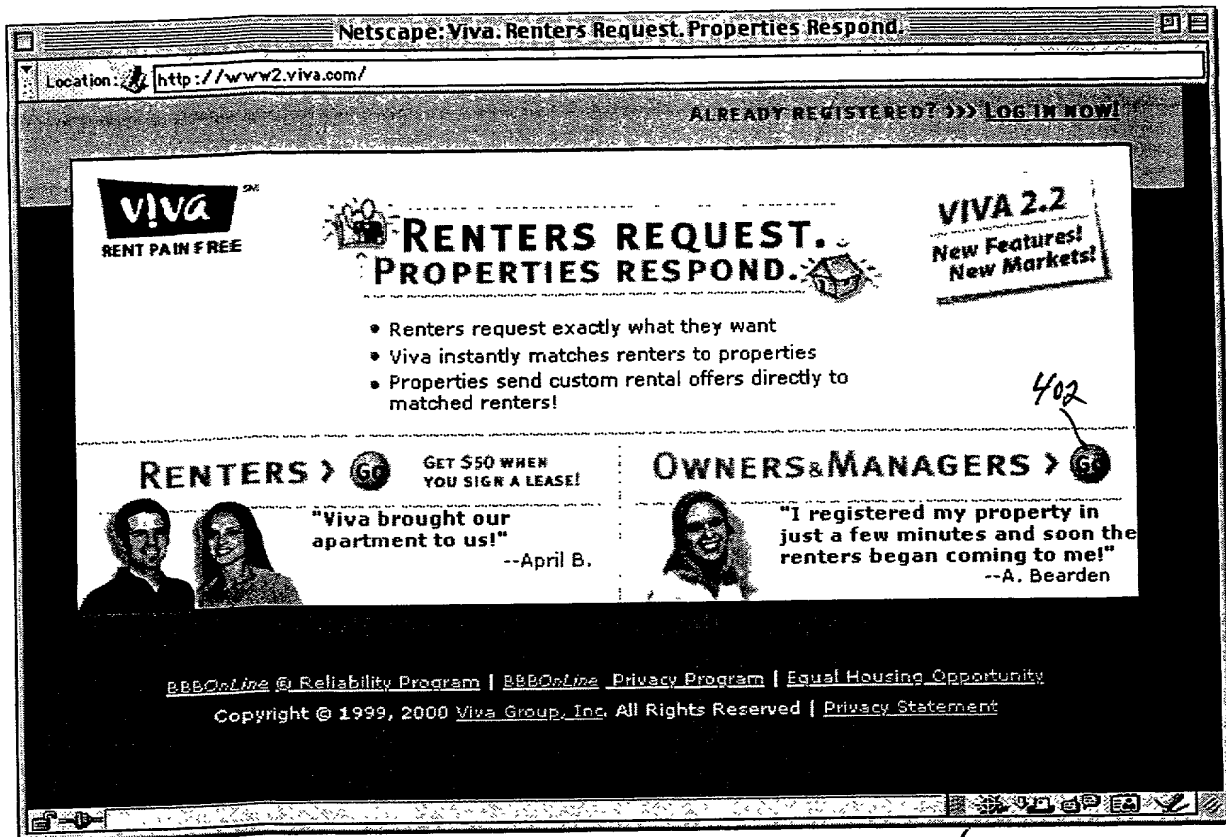 Netscape: Viva. Renters Request. Properties Respond.
Location: http://www2.viva.com/
ALREADY REGISTERED? >>> LOG IN NOW!
v!va SM
RENT PAIN FREE
RENTERS REQUEST.
PROPERTIES RESPOND.
VIVA 2.2
New Features!
New Markets!
• Renters request exactly what they want
• Viva instantly matches renters to properties
• Properties send custom rental offers directly to
matched renters!
402
RENTERS > GO
GET $50 WHEN
YOU SIGN A LEASE!
OWNERS&MANAGERS > GO
"Viva brought our
apartment to us!"
--April B.
"I registered my property in
just a few minutes and soon the
renters began coming to me!"
--A. Bearden
BBBOnLine ® Reliability Program | BBBOnLine Privacy Program | Equal Housing Opportunity
Copyright © 1999, 2000 Viva Group, Inc. All Rights Reserved | Privacy Statement